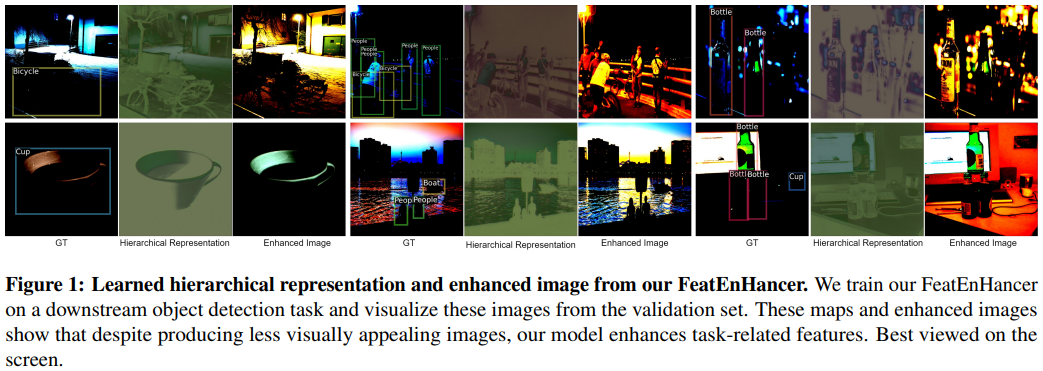 Bicycle
People
People
People
People
People
Bicycle
Bicycle
Bottle
Bottle
Cup
Boat
People
Bottle
Bottle
Cup
GT
Hierarchical Representation
Enhanced Image
GT
Hierarchical Representation
Enhanced Image
GT
Hierarchical Representation
Enhanced Image
Figure 1: Learned hierarchical representation and enhanced image from our FeatEnHancer. We train our FeatEnHancer
on a downstream object detection task and visualize these images from the validation set. These maps and enhanced images
show that despite producing less visually appealing images, our model enhances task-related features. Best viewed on the
screen.